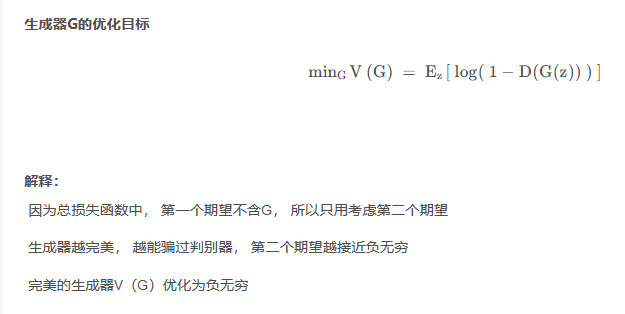 生成器G的优化目标
min_G V (G) = E_z [ log( 1 − D(G(z)) ) ]
解释：
因为总损失函数中， 第一个期望不含G， 所以只用考虑第二个期望
生成器越完美， 越能骗过判别器， 第二个期望越接近负无穷
完美的生成器V（G）优化为负无穷